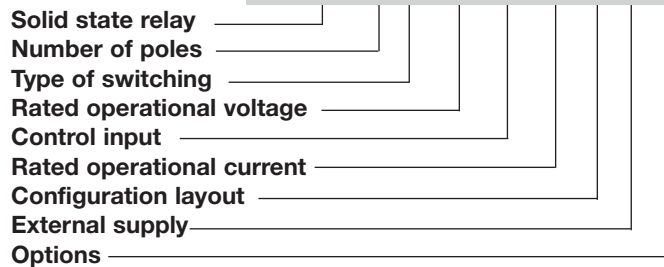 Solid state relay
Number of poles
Type of switching
Rated operational voltage
Control input
Rated operational current
Configuration layout
External supply
Options